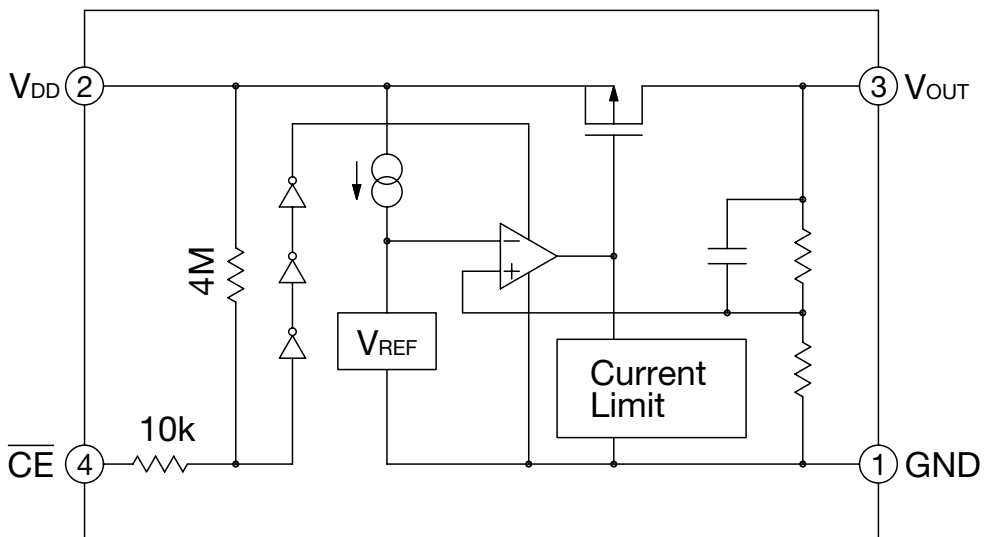 VDD 2
3 VOUT
4M
−
+
VREF
Current
Limit
10k
CE 4
1 GND